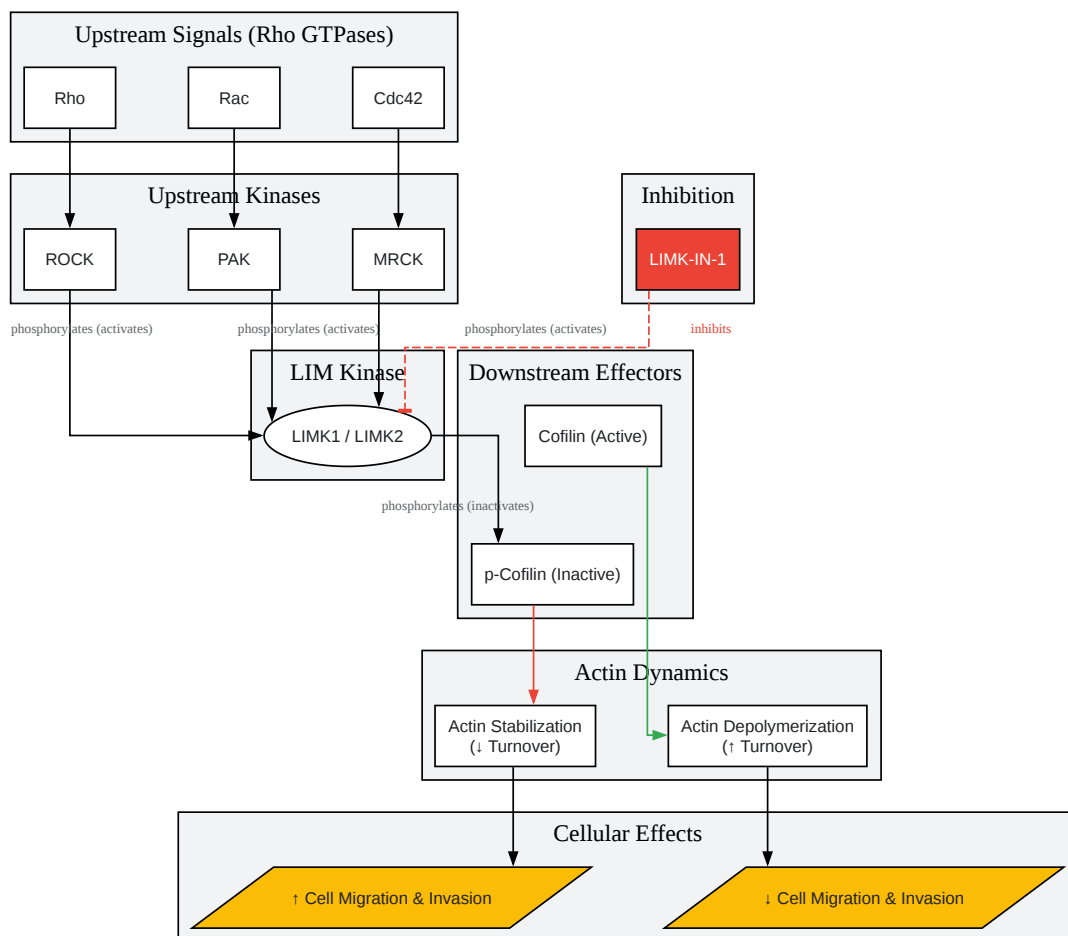 Upstream Signals (Rho GTPases)
Rho
Rac
Cdc42
Upstream Kinases
Inhibition
ROCK
PAK
MRCK
LIMK-IN-1
phosphorylates (activates)
phosphorylates (activates)
phosphorylates (activates)
inhibits
LIM Kinase
Downstream Effectors
LIMK1 / LIMK2
Cofilin (Active)
phosphorylates (inactivates)
p-Cofilin (Inactive)
Actin Dynamics
Actin Stabilization
(↓ Turnover)
Actin Depolymerization
(↑ Turnover)
Cellular Effects
↑ Cell Migration & Invasion
↓ Cell Migration & Invasion